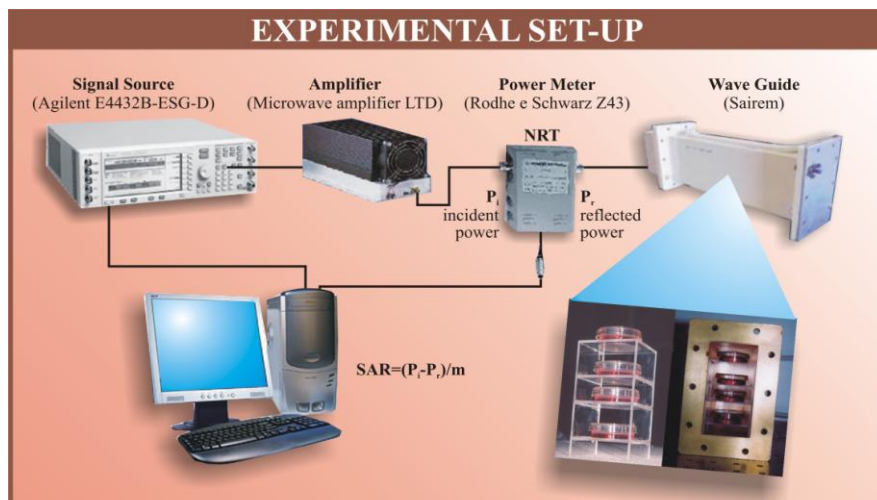 EXPERIMENTAL SET-UP
Signal Source
(Agilent E4432B-ESG-D)
Amplifier
(Microwave amplifier LTD)
Power Meter
(Rodhe e Schwarz Z43)
Wave Guide
(Sairem)
NRT
Pi
incident
power
Pr
reflected
power
SAR=(Pi-Pr)/m